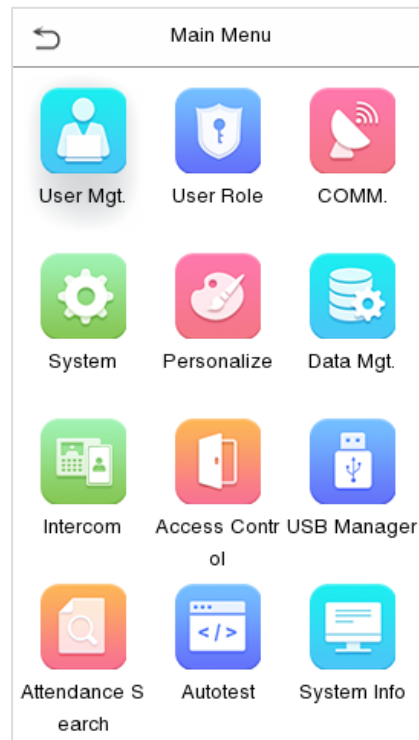 Main Menu
User Mgt.
User Role
COMM.
System
Personalize
Data Mgt.
Intercom
Access Contr
ol
USB Manager
</>
Attendance S
earch
Autotest
System Info